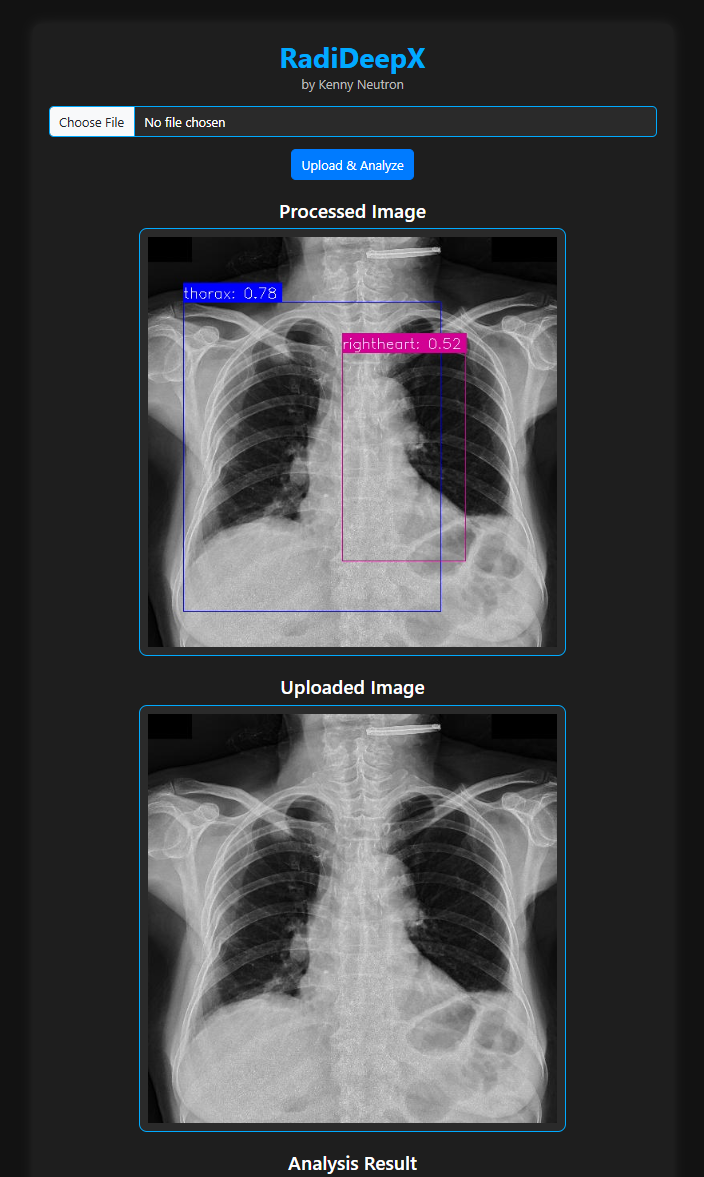 RadiDeepX
by Kenny Neutron
Choose File No file chosen
Upload & Analyze
Processed Image
thorax: 0.78
rightheart: 0.52
Uploaded Image
Analysis Result